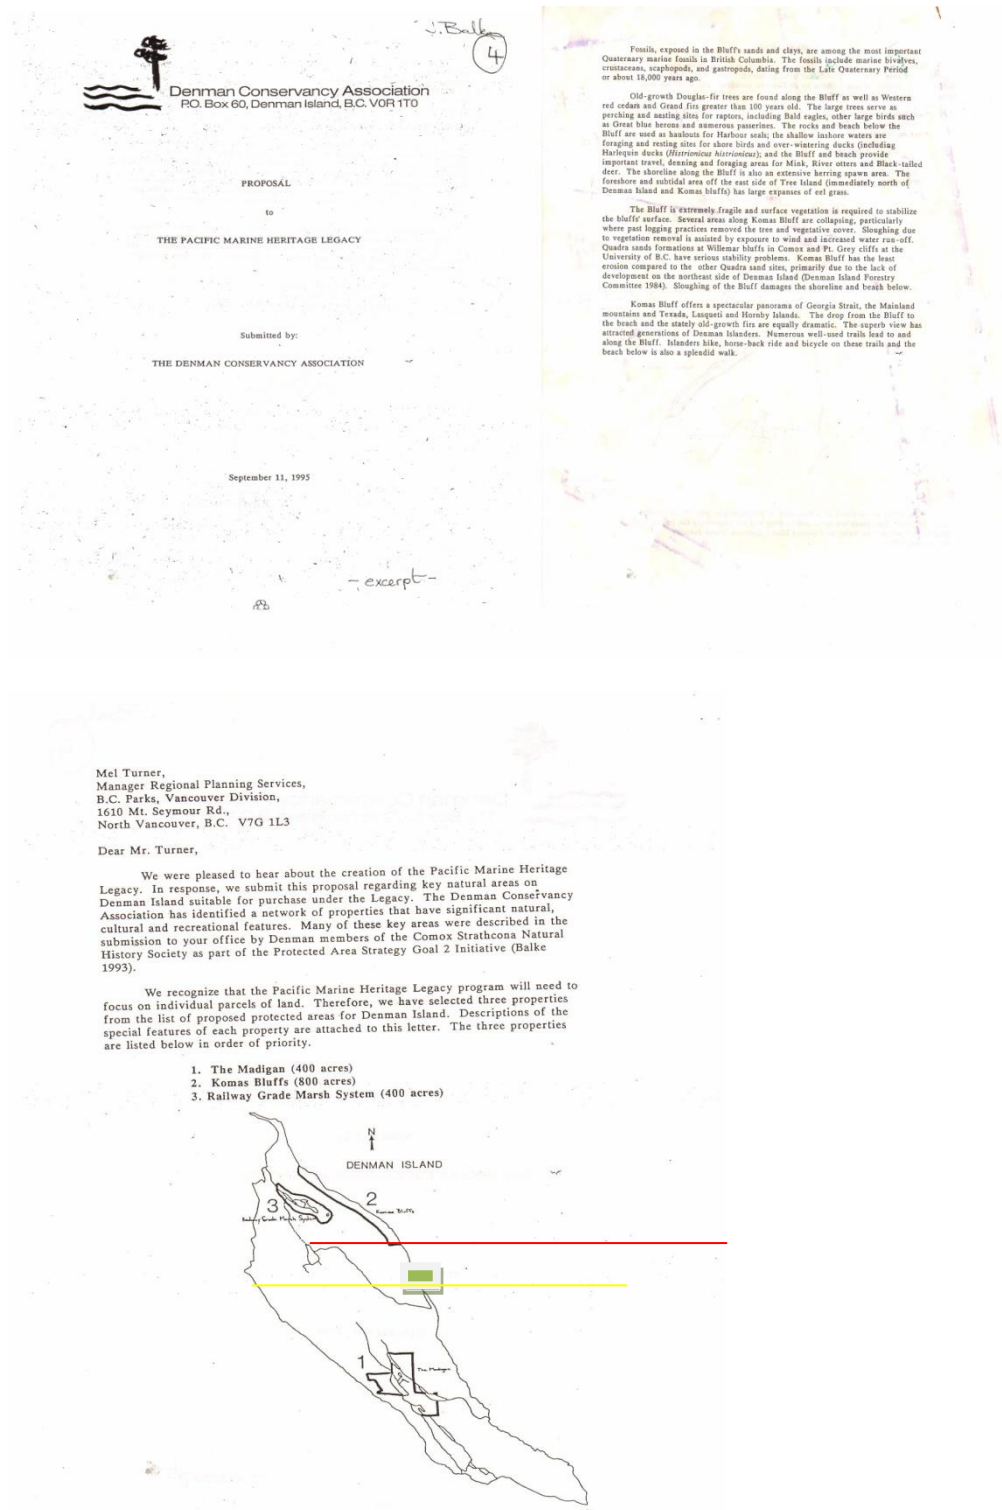 J. Balke
4
Denman Conservancy Association
P.O. Box 60, Denman Island, B.C. V0R 1T0
PROPOSAL
to
THE PACIFIC MARINE HERITAGE LEGACY
Submitted by:
THE DENMAN CONSERVANCY ASSOCIATION
September 11, 1995
- excerpt -
Fossils, exposed in the Bluff's sands and clays, are among the most important
Quaternary marine fossils in British Columbia. The fossils include marine bivalves,
crustaceans, scaphopods, and gastropods, dating from the Late Quaternary Period
or about 18,000 years ago.
Old-growth Douglas-fir trees are found along the Bluff as well as Western
red cedars and Grand firs greater than 100 years old. The large trees serve as
perching and nesting sites for raptors, including Bald eagles, other large birds such
as Great blue herons and numerous passerines. The rocks and beach below the
Bluff are used as haulouts for Harbour seals; the shallow inshore waters are
foraging and resting sites for shore birds and over-wintering ducks (including
Harlequin ducks (Histrionicus histrionicus); and the Bluff and beach provide
important travel, denning and foraging areas for Mink, River otters and Black-tailed
deer. The shoreline along the Bluff is also an extensive herring spawn area. The
foreshore and subtidal area off the east side of Tree Island (immediately north of
Denman Island and Komas bluffs) has large expanses of eel grass.
The Bluff is extremely fragile and surface vegetation is required to stabilize
the bluffs' surface. Several areas along Komas Bluff are collapsing, particularly
where past logging practices removed the tree and vegetative cover. Sloughing due
to vegetation removal is assisted by exposure to wind and increased water run-off.
Quadra sands formations at Willemar bluffs in Comox and Pt. Grey cliffs at the
University of B.C. have serious stability problems. Komas Bluff has the least
erosion compared to the other Quadra sand sites, primarily due to the lack of
development on the northeast side of Denman Island (Denman Island Forestry
Committee 1984). Sloughing of the Bluff damages the shoreline and beach below.
Komas Bluff offers a spectacular panorama of Georgia Strait, the Mainland
mountains and Texada, Lasqueti and Hornby Islands. The drop from the Bluff to
the beach and the stately old-growth firs are equally dramatic. The superb view has
attracted generations of Denman Islanders. Numerous well-used trails lead to and
along the Bluff. Islanders hike, horse-back ride and bicycle on these trails and the
beach below is also a splendid walk.
Mel Turner,
Manager Regional Planning Services,
B.C. Parks, Vancouver Division,
1610 Mt. Seymour Rd.,
North Vancouver, B.C. V7G 1L3
Dear Mr. Turner,
We were pleased to hear about the creation of the Pacific Marine Heritage
Legacy. In response, we submit this proposal regarding key natural areas on
Denman Island suitable for purchase under the Legacy. The Denman Conservancy
Association has identified a network of properties that have significant natural,
cultural and recreational features. Many of these key areas were described in the
submission to your office by Denman members of the Comox Strathcona Natural
History Society as part of the Protected Area Strategy Goal 2 Initiative (Balke
1993).
We recognize that the Pacific Marine Heritage Legacy program will need to
focus on individual parcels of land. Therefore, we have selected three properties
from the list of proposed protected areas for Denman Island. Descriptions of the
special features of each property are attached to this letter. The three properties
are listed below in order of priority.
1. The Madigan (400 acres)
2. Komas Bluffs (800 acres)
3. Railway Grade Marsh System (400 acres)
N
DENMAN ISLAND
2
Komas Bluffs
3
Railway Grade Marsh System
1
The Madigan